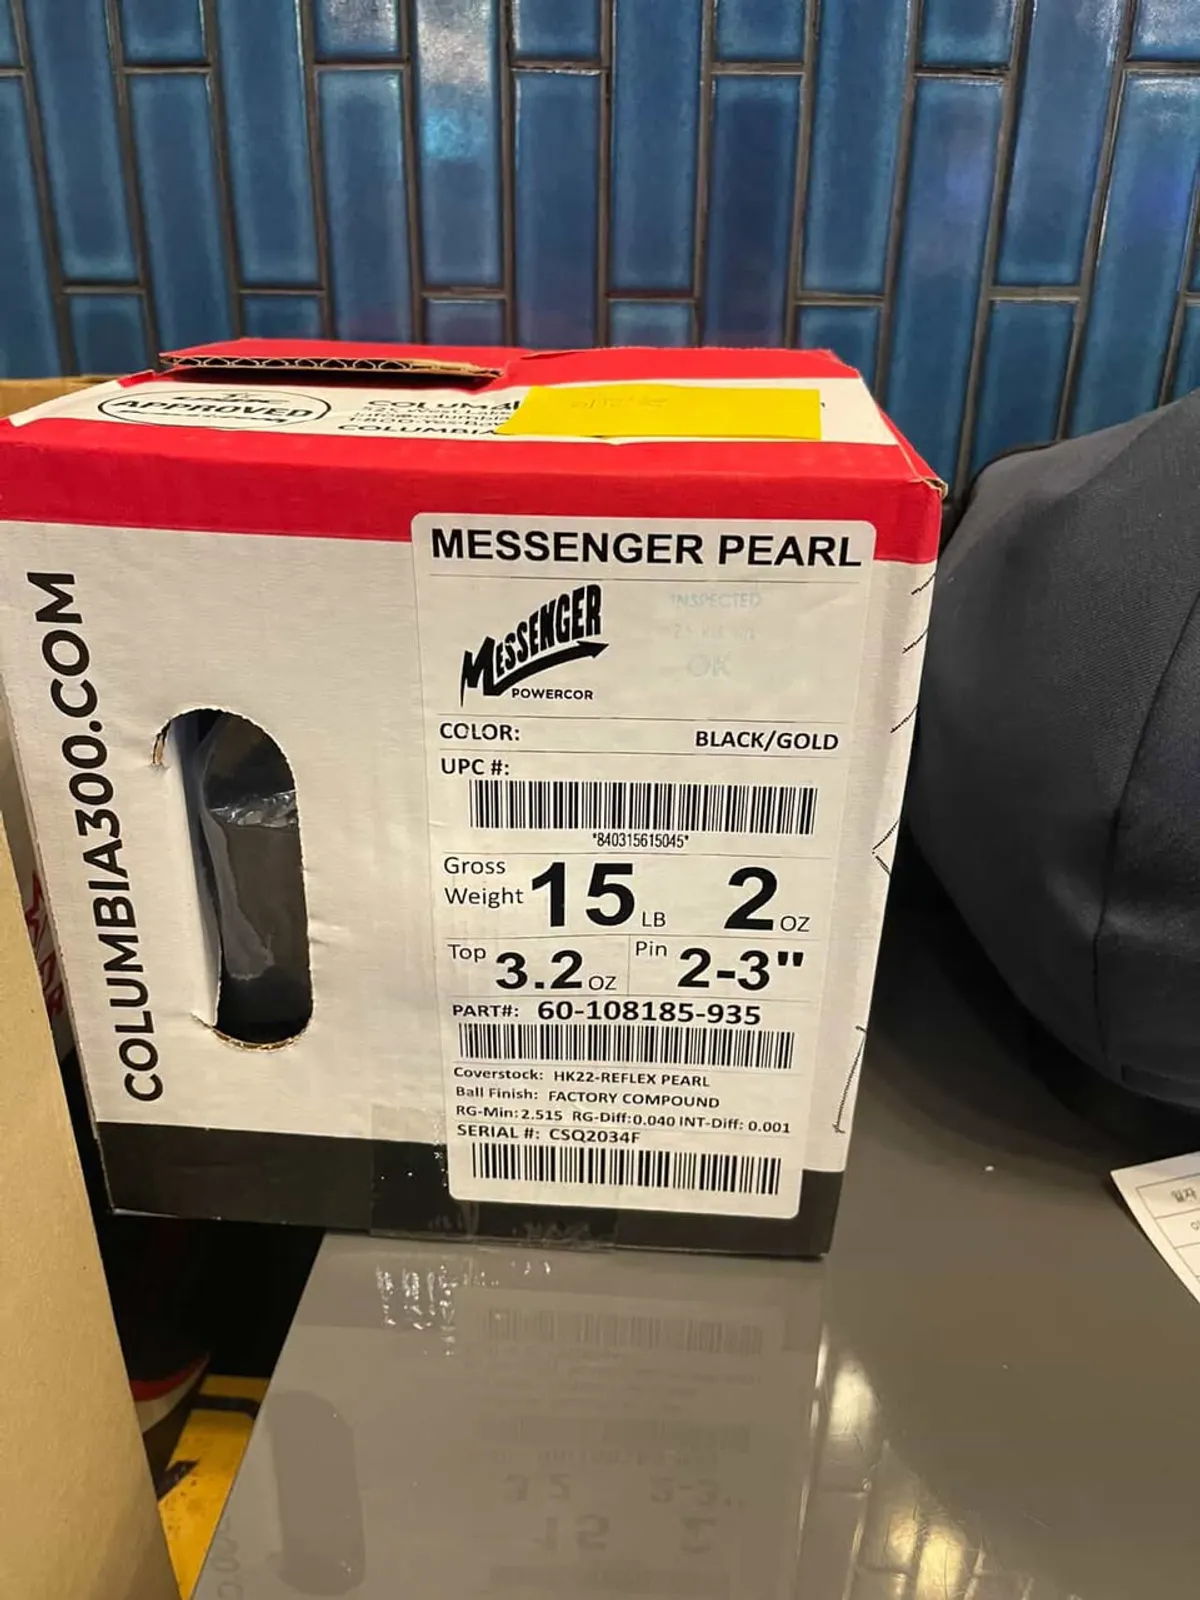 APPROVED
COLUMBIA
COLUMBIA300.COM
MESSENGER PEARL
MESSENGER
POWERCOR
INSPECTED
OK
COLOR: BLACK/GOLD
UPC #:
*840315615045*
Gross Weight 15 LB 2 OZ
Top 3.2 OZ Pin 2-3"
PART#: 60-108185-935
Coverstock: HK22-REFLEX PEARL
Ball Finish: FACTORY COMPOUND
RG-Min: 2.515 RG-Diff: 0.040 INT-Diff: 0.001
SERIAL #: CSQ2034F